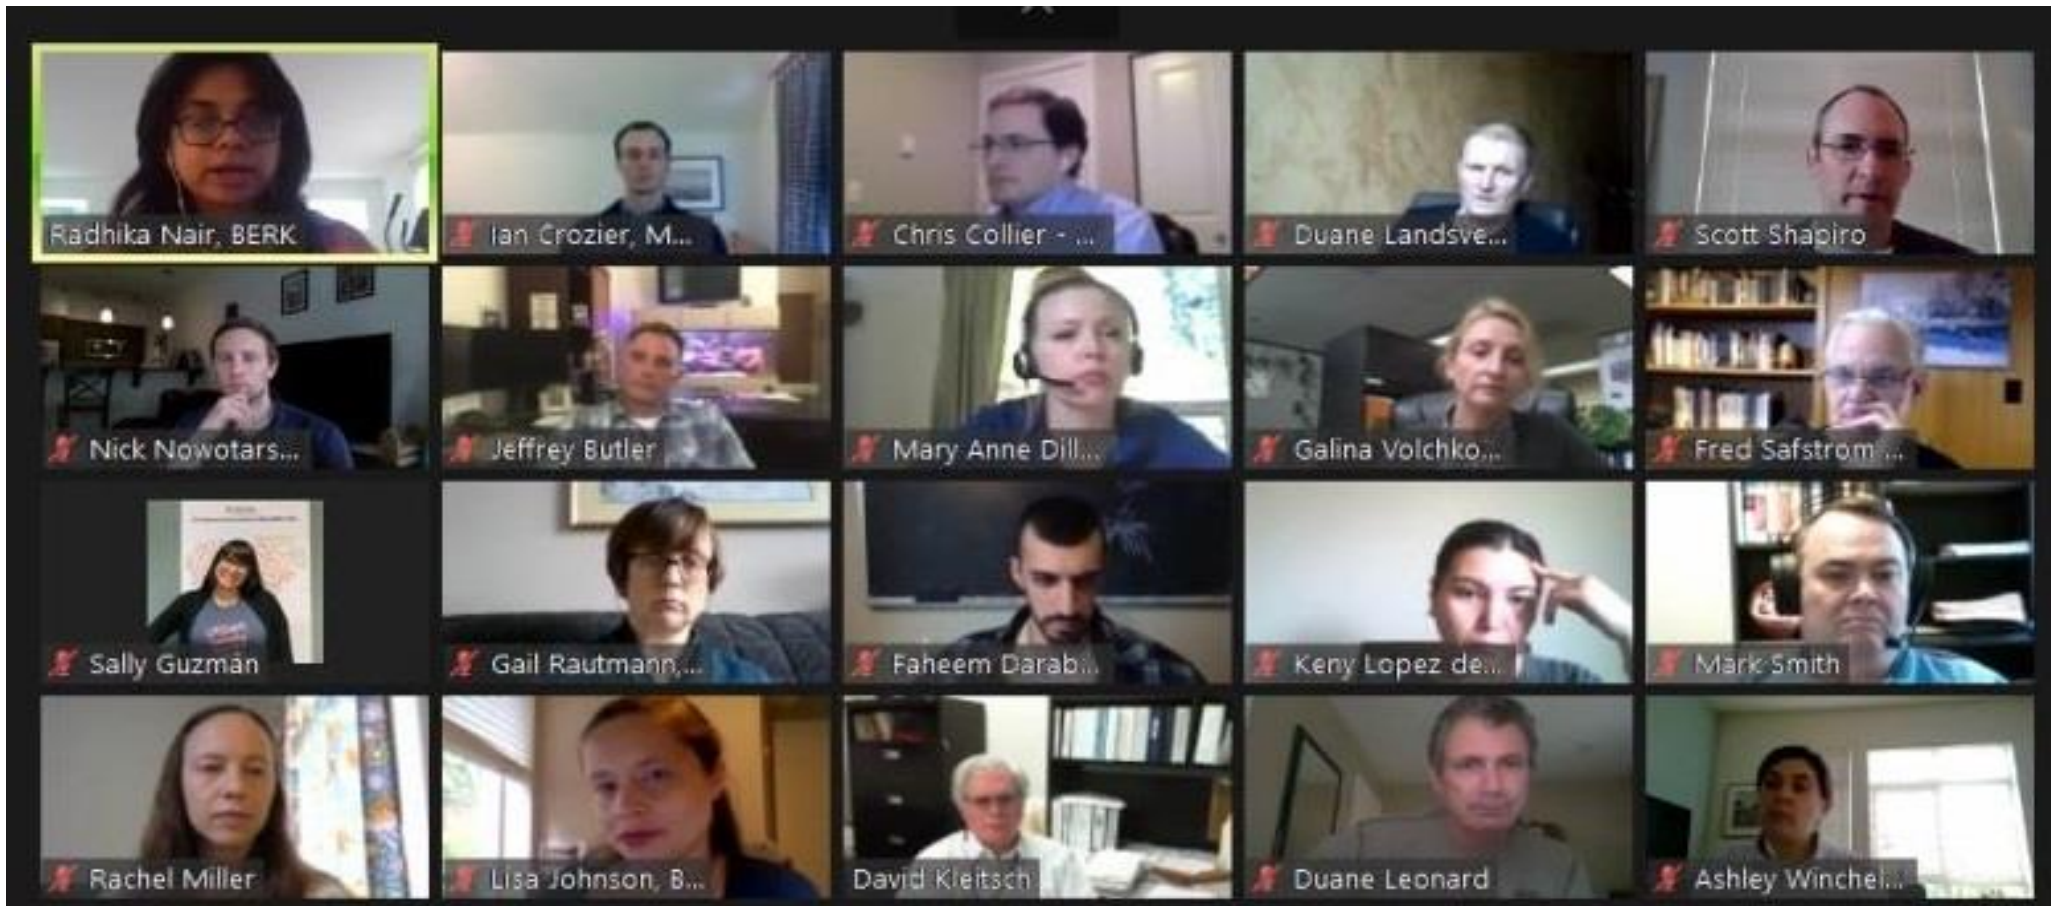 Radhika Nair, BERK
Ian Crozier, M...
Chris Collier - ...
Duane Landsve...
Scott Shapiro
Nick Nowotars...
Jeffrey Butler
Mary Anne Dill...
Galina Volchko...
Fred Safstrom ...
Sally Guzmán
Gail Rautmann,...
Faheem Darab...
Keny Lopez de...
Mark Smith
Rachel Miller
Lisa Johnson, B...
David Kleitsch
Duane Leonard
Ashley Winchel...